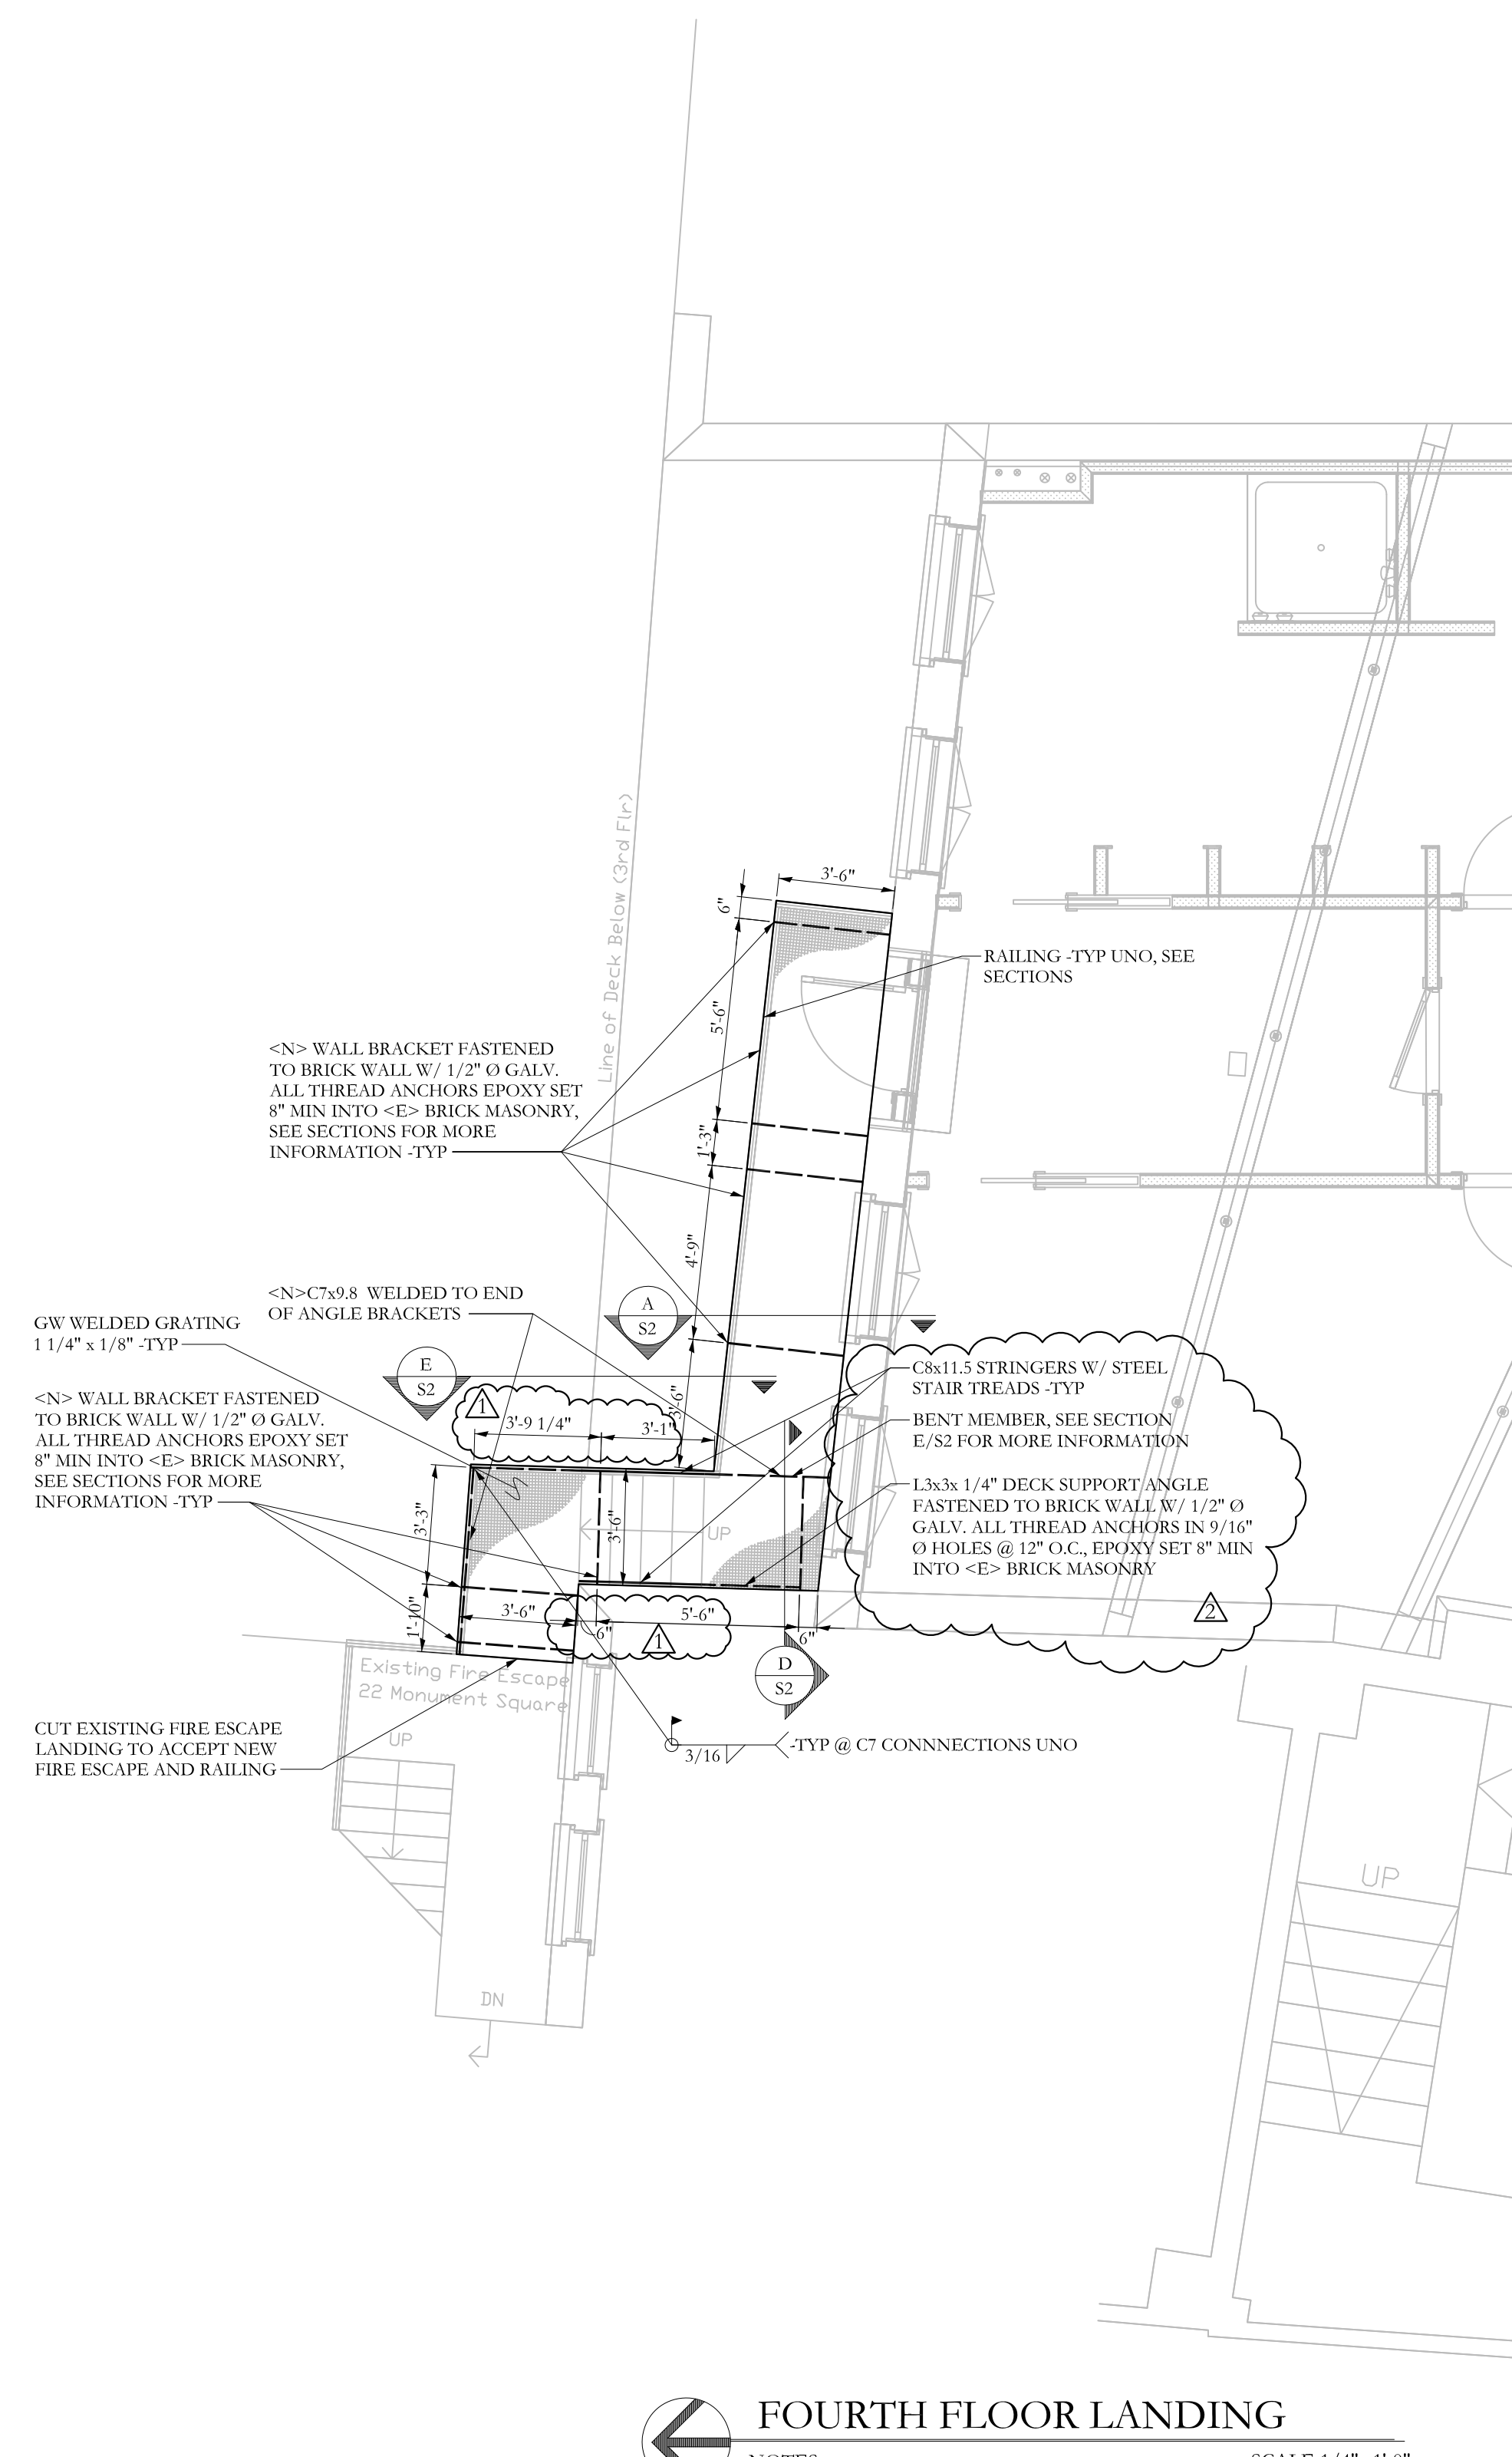 3'-6"
6"
Line of Deck Below (3rd Flr)
RAILING -TYP UNO, SEE
SECTIONS
5'-6"
<N> WALL BRACKET FASTENED
TO BRICK WALL W/ 1/2" Ø GALV.
ALL THREAD ANCHORS EPOXY SET
8" MIN INTO <E> BRICK MASONRY,
SEE SECTIONS FOR MORE
INFORMATION -TYP
1'-3"
4'-9"
<N>C7x9.8 WELDED TO END
OF ANGLE BRACKETS
A
S2
GW WELDED GRATING
1 1/4" x 1/8" -TYP
E
S2
C8x11.5 STRINGERS W/ STEEL
STAIR TREADS -TYP
<N> WALL BRACKET FASTENED
TO BRICK WALL W/ 1/2" Ø GALV.
ALL THREAD ANCHORS EPOXY SET
8" MIN INTO <E> BRICK MASONRY,
SEE SECTIONS FOR MORE
INFORMATION -TYP
1
3'-9 1/4"
3'-1"
3'-6"
BENT MEMBER, SEE SECTION
E/S2 FOR MORE INFORMATION
L3x3x 1/4" DECK SUPPORT ANGLE
FASTENED TO BRICK WALL W/ 1/2" Ø
GALV. ALL THREAD ANCHORS IN 9/16"
Ø HOLES @ 12" O.C., EPOXY SET 8" MIN
INTO <E> BRICK MASONRY
3'-3"
3'-6"
UP
1'-10"
3'-6"
6"
5'-6"
6"
1
2
D
S2
Existing Fire Escape
22 Monument Square
UP
CUT EXISTING FIRE ESCAPE
LANDING TO ACCEPT NEW
FIRE ESCAPE AND RAILING
3/16
-TYP @ C7 CONNNECTIONS UNO
UP
DN
FOURTH FLOOR LANDING